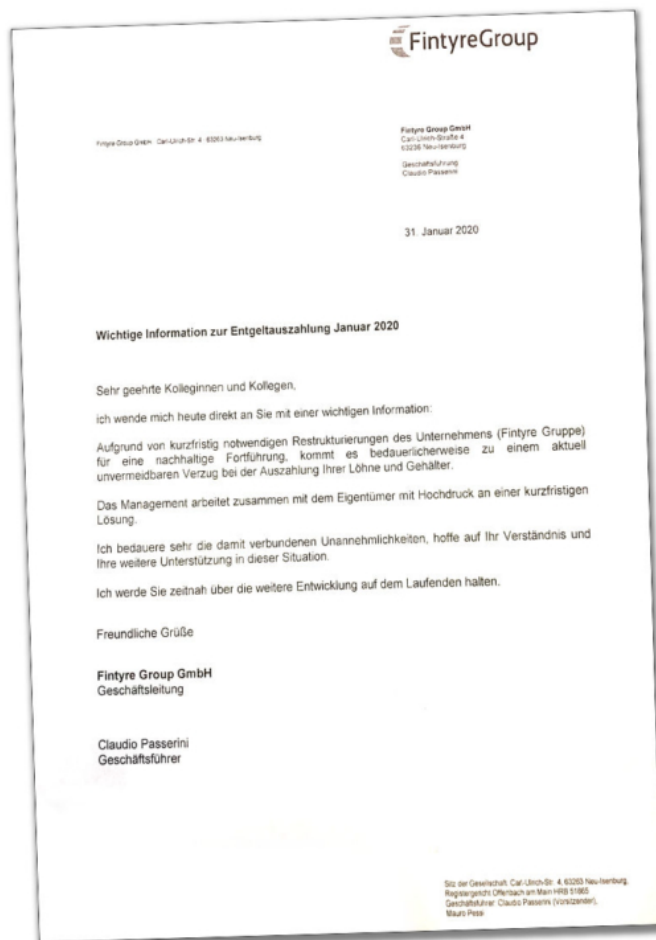 FintyreGroup
Fintyre Group GmbH · Carl-Ulrich-Str. 4 · 63263 Neu-Isenburg
Fintyre Group GmbH
Carl-Ulrich-Straße 4
63236 Neu-Isenburg
Geschäftsführung
Claudio Passerini
31. Januar 2020
Wichtige Information zur Entgeltauszahlung Januar 2020
Sehr geehrte Kolleginnen und Kollegen,
ich wende mich heute direkt an Sie mit einer wichtigen Information:
Aufgrund von kurzfristig notwendigen Restrukturierungen des Unternehmens (Fintyre Gruppe)
für eine nachhaltige Fortführung, kommt es bedauerlicherweise zu einem aktuell
unvermeidbaren Verzug bei der Auszahlung Ihrer Löhne und Gehälter.
Das Management arbeitet zusammen mit dem Eigentümer mit Hochdruck an einer kurzfristigen
Lösung.
Ich bedauere sehr die damit verbundenen Unannehmlichkeiten, hoffe auf Ihr Verständnis und
Ihre weitere Unterstützung in dieser Situation.
Ich werde Sie zeitnah über die weitere Entwicklung auf dem Laufenden halten.
Freundliche Grüße
Fintyre Group GmbH
Geschäftsleitung
Claudio Passerini
Geschäftsführer
Sitz der Gesellschaft: Carl-Ulrich-Str. 4, 63263 Neu-Isenburg,
Registergericht Offenbach am Main HRB 51865
Geschäftsführer: Claudio Passerini (Vorsitzender),
Mauro Pessi